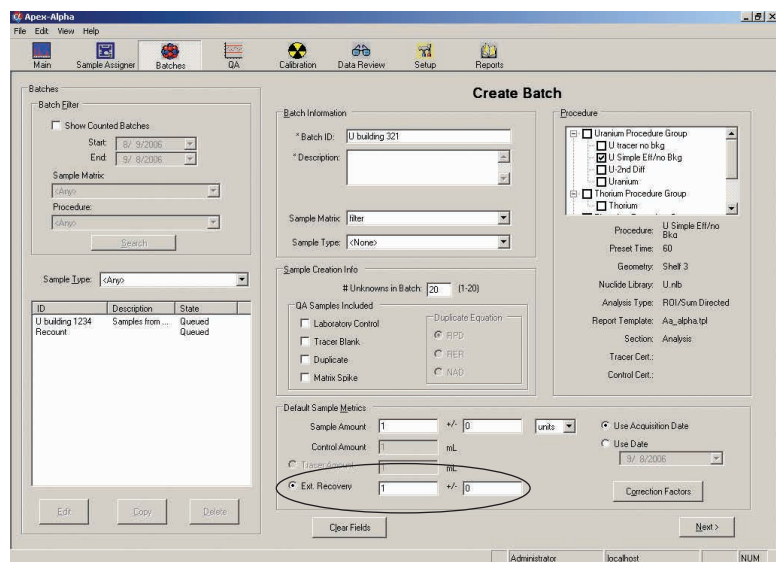 Apex-Alpha
File Edit View Help
Main Sample Assigner Batches QA Calibration Data Review Setup Reports
Batches
Batch Filter
Show Counted Batches
Start: 8/ 9/2006
End: 9/ 8/2006
Sample Matrix:
<Any>
Procedure:
<Any>
Search
Sample Type: <Any>
ID Description State
U building 1234 Samples from ... Queued
Recount Queued
Edit Copy Delete
Create Batch
Batch Information
* Batch ID: U building 321
* Description:
Sample Matrix: filter
Sample Type: <None>
Sample Creation Info
# Unknowns in Batch: 20 (1-20)
QA Samples Included
Laboratory Control
Tracer Blank
Duplicate
Matrix Spike
Duplicate Equation
RPD
RER
NAD
Procedure
Uranium Procedure Group
U tracer no bkg
U Simple Eff/no Bkg
U-2nd Diff
Uranium
Thorium Procedure Group
Thorium
Procedure: U Simple Eff/no Bkg
Preset Time: 60
Geometry: Shelf 3
Nuclide Library: U.nlb
Analysis Type: ROI/Sum Directed
Report Template: Aa_alpha.tpl
Section: Analysis
Tracer Cert.:
Control Cert.:
Default Sample Metrics
Sample Amount 1 +/- 0 units
Control Amount 1 mL
Tracer Amount 1 mL
Ext. Recovery 1 +/- 0
Use Acquisition Date
Use Date
9/ 8/2006
Correction Factors
Clear Fields
Next >
Administrator localhost NUM